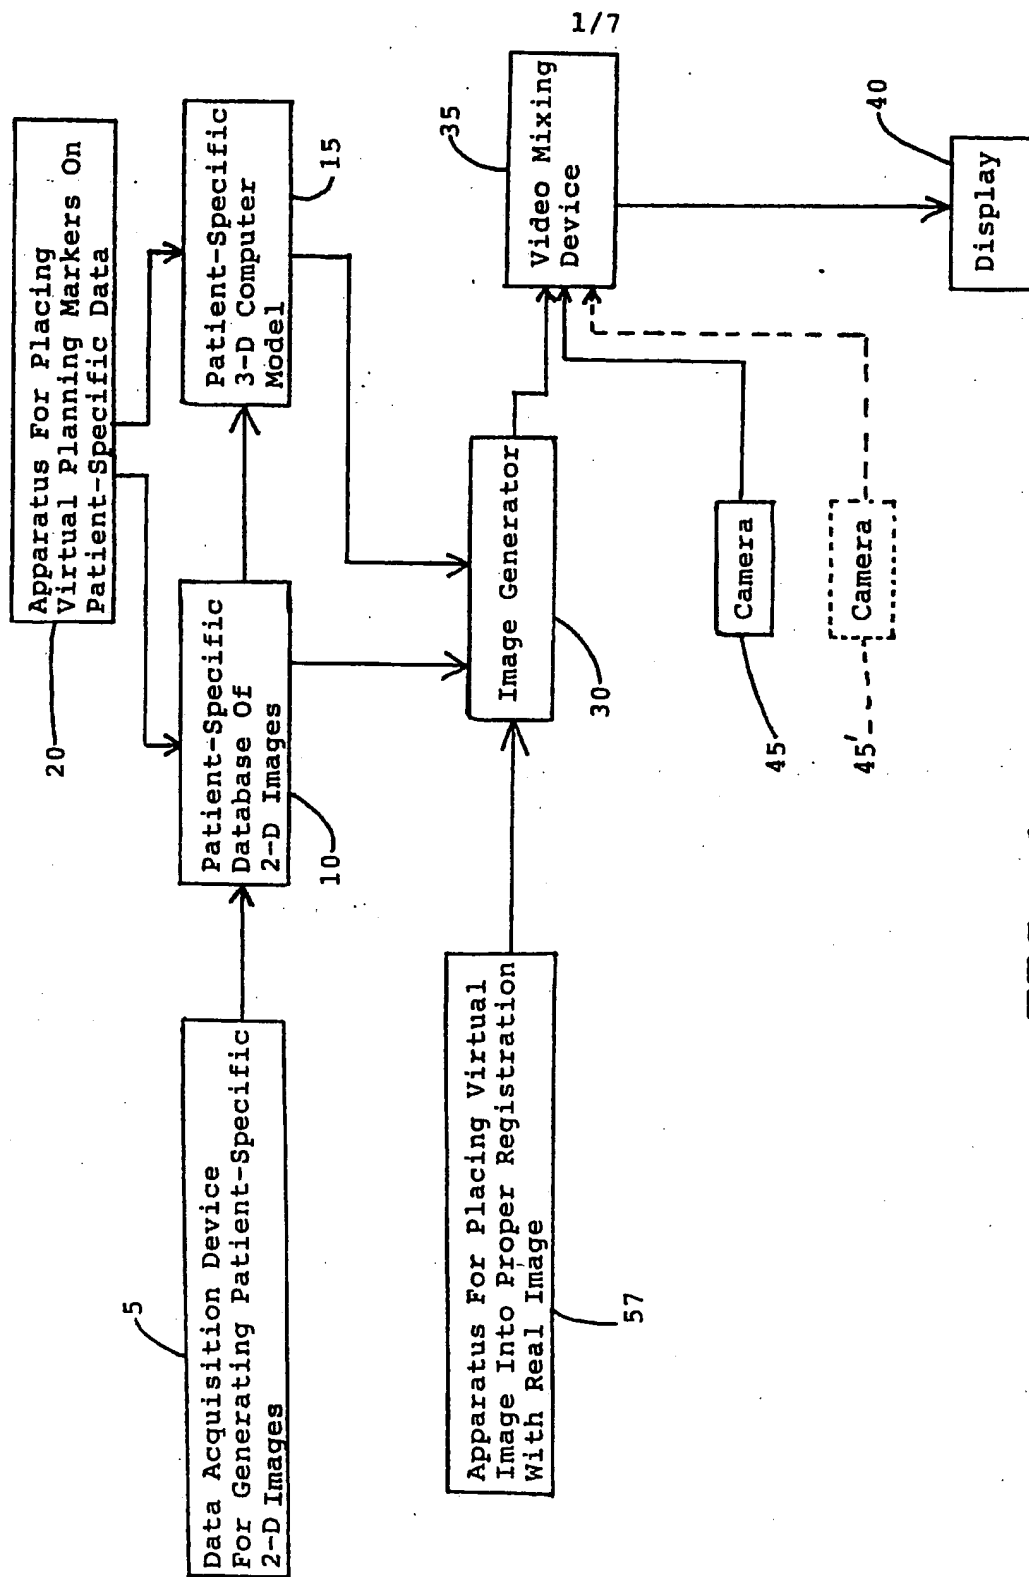 1/7
Apparatus For Placing
Virtual Planning Markers On
Patient-Specific Data
20
Data Acquisition Device
For Generating Patient-Specific
2-D Images
5
Patient-Specific
Database Of
2-D Images
10
Patient-Specific
3-D Computer
Model
15
Apparatus For Placing Virtual
Image Into Proper Registration
With Real Image
57
Image Generator
30
Video Mixing
Device
35
Camera
45
Camera
45'
Display
40